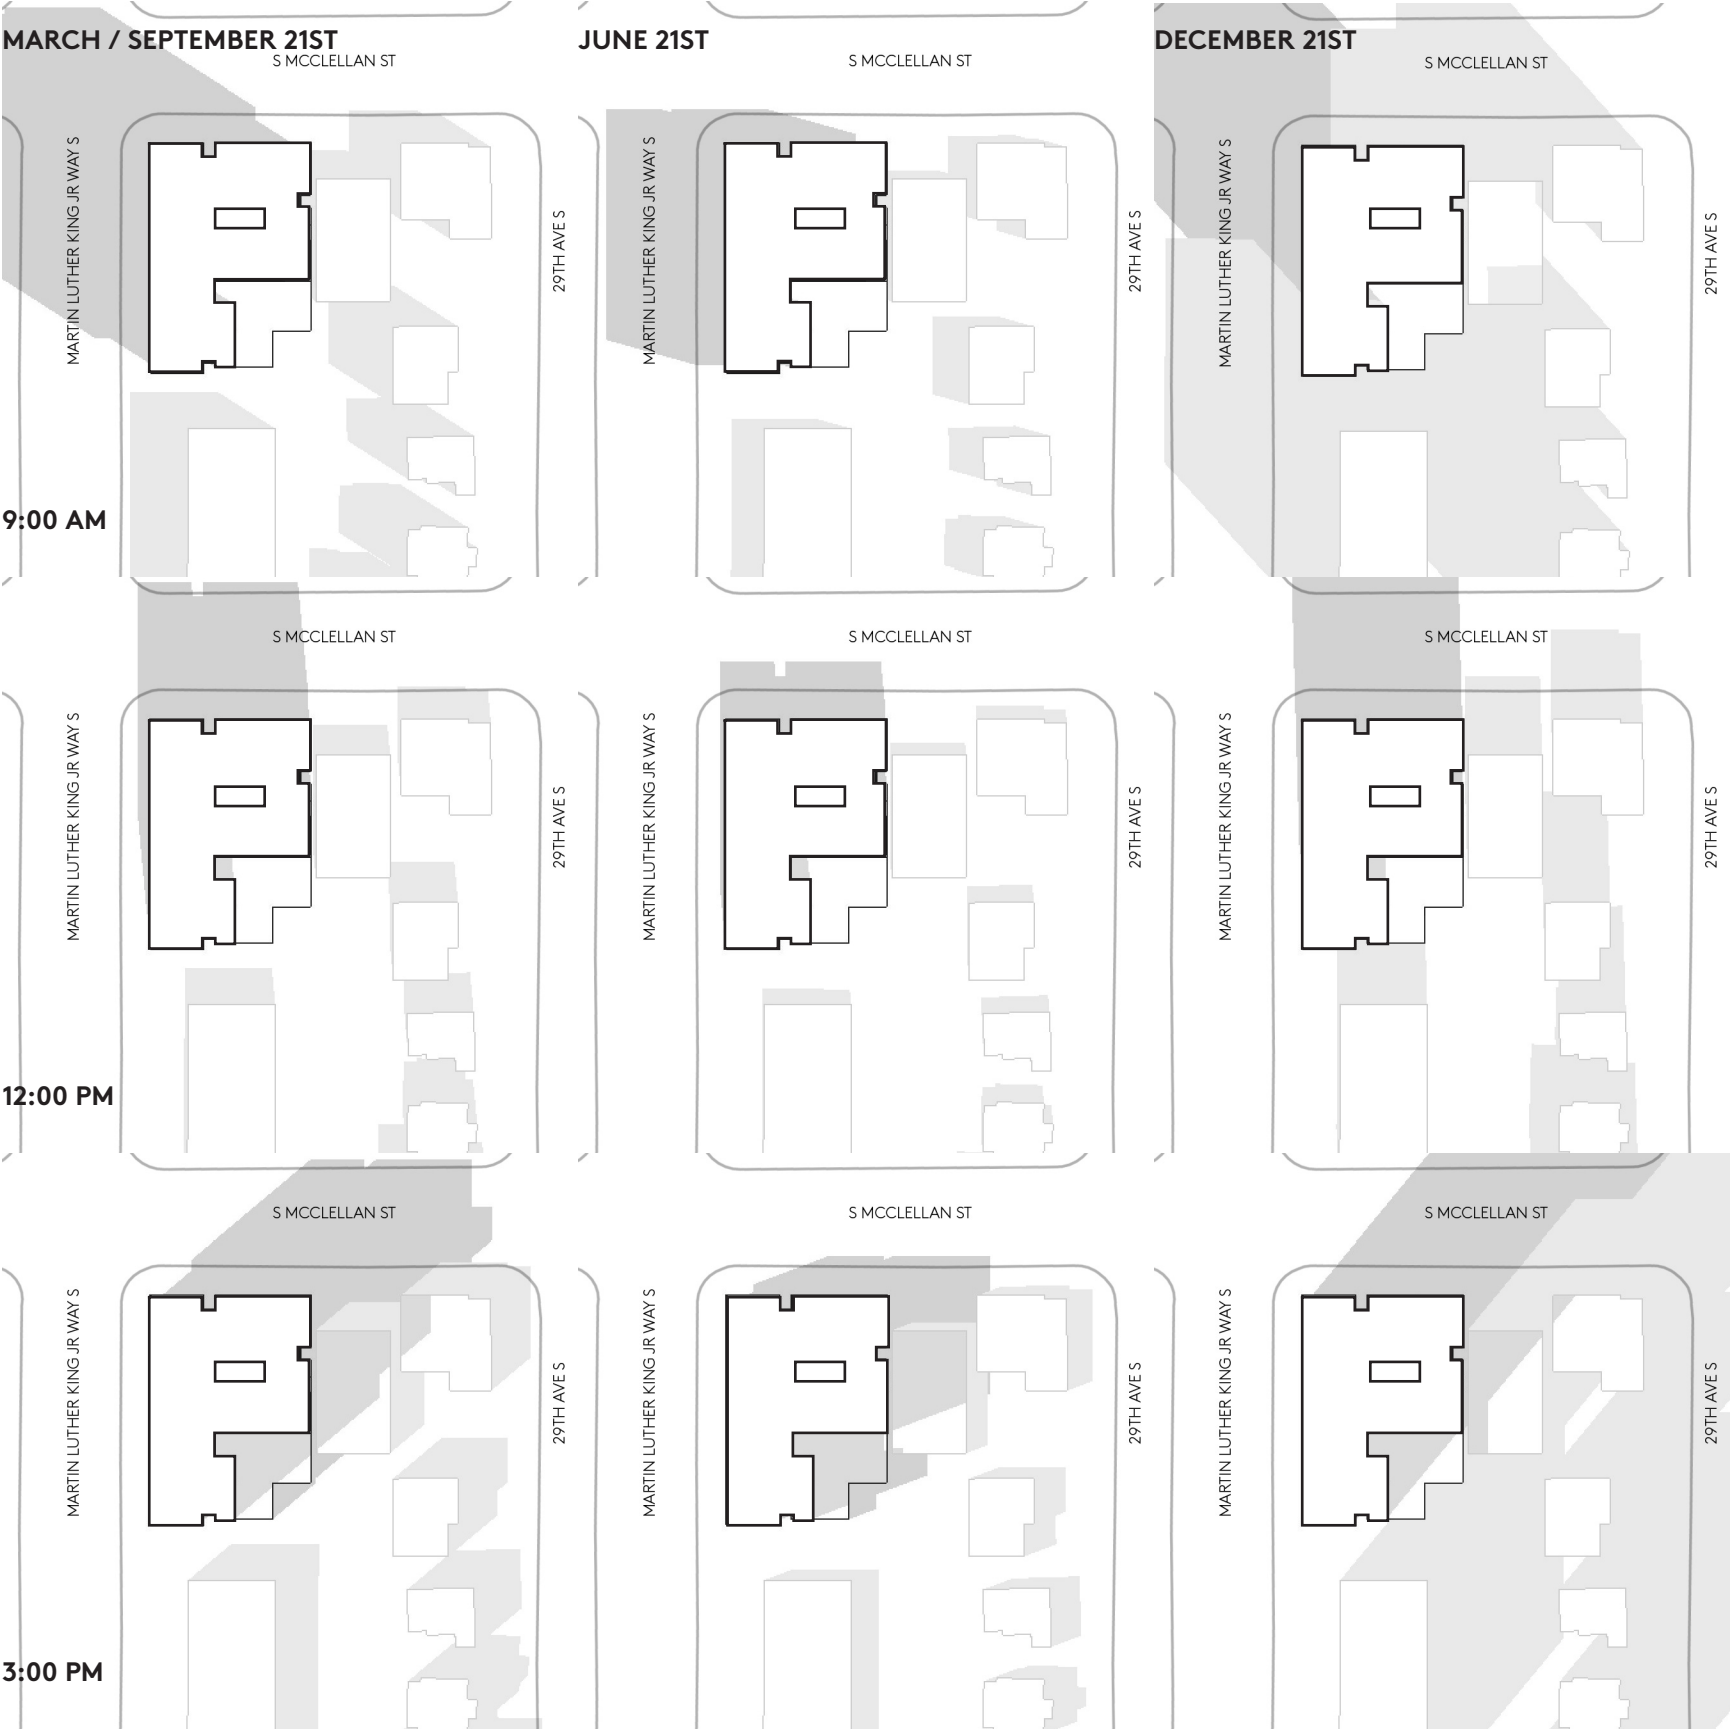 MARCH / SEPTEMBER 21ST
S MCCLELLAN ST
MARTIN LUTHER KING JR WAY S
29TH AVE S
9:00 AM
JUNE 21ST
S MCCLELLAN ST
MARTIN LUTHER KING JR WAY S
29TH AVE S
DECEMBER 21ST
S MCCLELLAN ST
MARTIN LUTHER KING JR WAY S
29TH AVE S
S MCCLELLAN ST
MARTIN LUTHER KING JR WAY S
29TH AVE S
12:00 PM
S MCCLELLAN ST
MARTIN LUTHER KING JR WAY S
29TH AVE S
S MCCLELLAN ST
MARTIN LUTHER KING JR WAY S
29TH AVE S
S MCCLELLAN ST
MARTIN LUTHER KING JR WAY S
29TH AVE S
3:00 PM
S MCCLELLAN ST
MARTIN LUTHER KING JR WAY S
29TH AVE S
S MCCLELLAN ST
MARTIN LUTHER KING JR WAY S
29TH AVE S